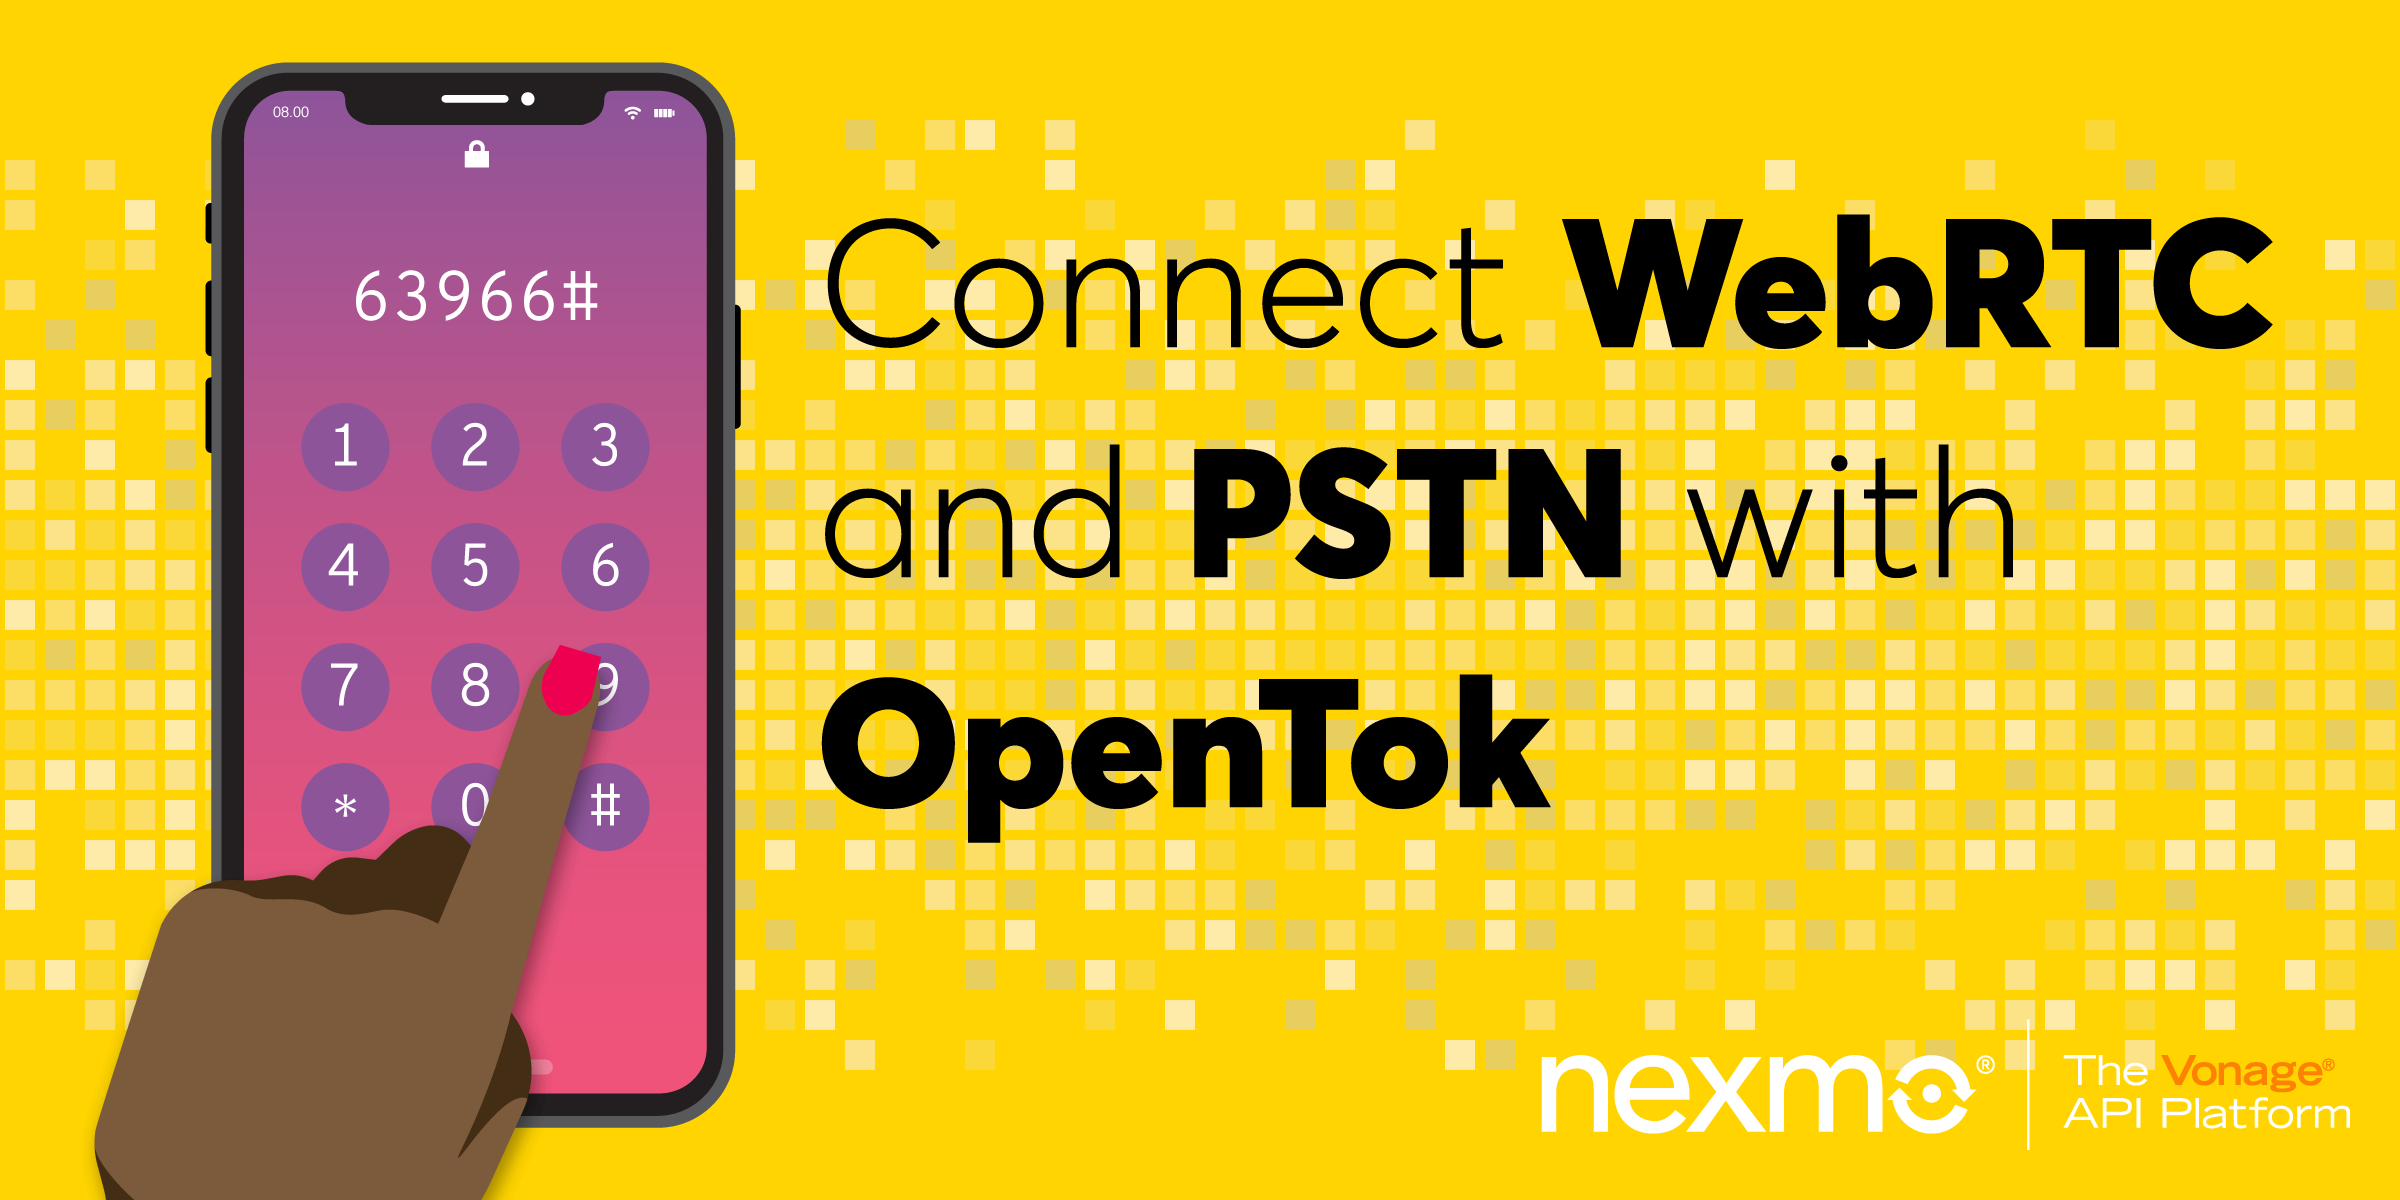 08.00
63966#
1 2 3
4 5 6
7 8 9
* 0 #
Connect WebRTC
and PSTN with
OpenTok
nexmo®
The Vonage®
API Platform